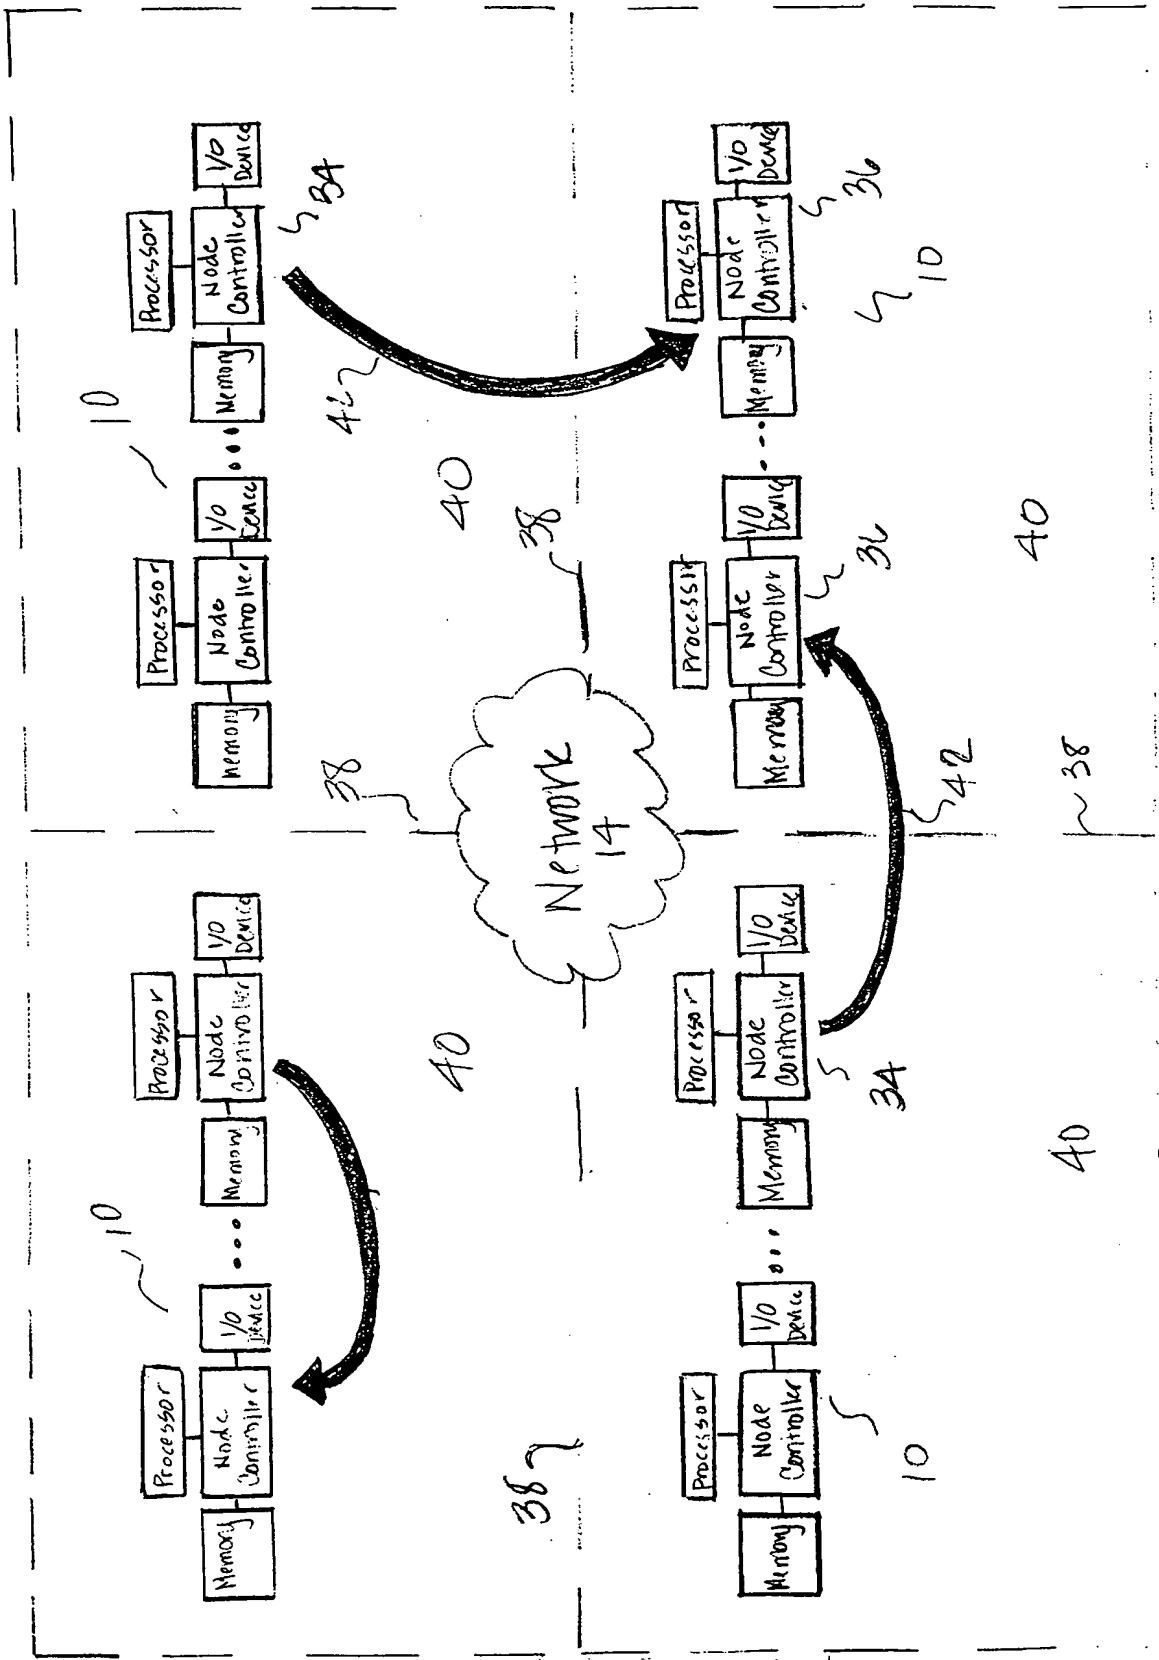 10
Processor
Memory
Node
Controller
I/O
Device
...
Processor
Memory
Node
Controller
I/O
Device
40
10
Processor
Memory
Node
Controller
I/O
Device
...
Processor
Memory
Node
Controller
I/O
Device
34
42
38
40
38
Network
14
38
Processor
Memory
Node
Controller
I/O
Device
...
Processor
Memory
Node
Controller
I/O
Device
10
34
40
Processor
Memory
Node
Controller
I/O
Device
...
Processor
Memory
Node
Controller
I/O
Device
36
36
10
42
38
40